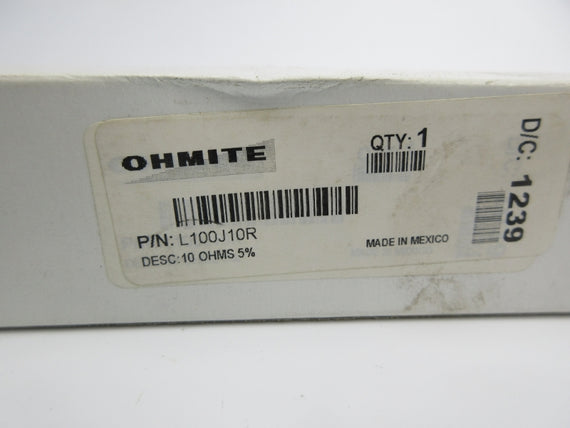 OHMITE
QTY: 1
P/N: L100J10R
DESC:10 OHMS 5%
MADE IN MEXICO
D/C: 1239